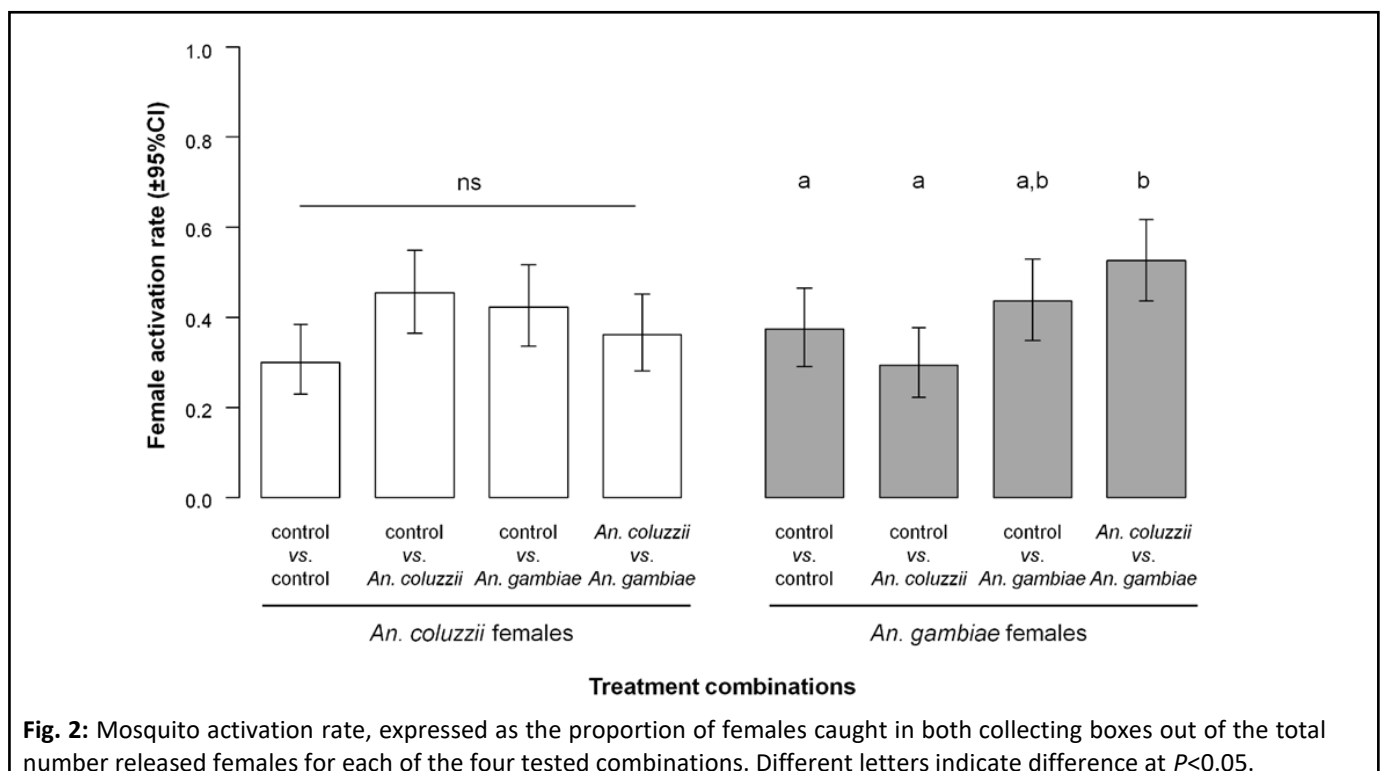 Female activation rate (±95%CI)
1.0
0.8
0.6
0.4
0.2
0.0
ns
a a a,b b
control control control An. coluzzii control control control An. coluzzii
vs. vs. vs. vs. vs. vs. vs. vs.
control An. coluzzii An. gambiae An. gambiae control An. coluzzii An. gambiae An. gambiae
An. coluzzii females An. gambiae females
Treatment combinations
Fig. 2: Mosquito activation rate, expressed as the proportion of females caught in both collecting boxes out of the total
number released females for each of the four tested combinations. Different letters indicate difference at P<0.05.